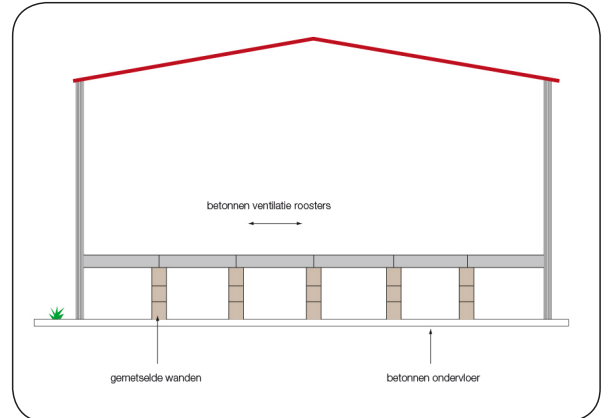 betonnen ventilatie roosters
gemetselde wanden
betonnen ondervloer